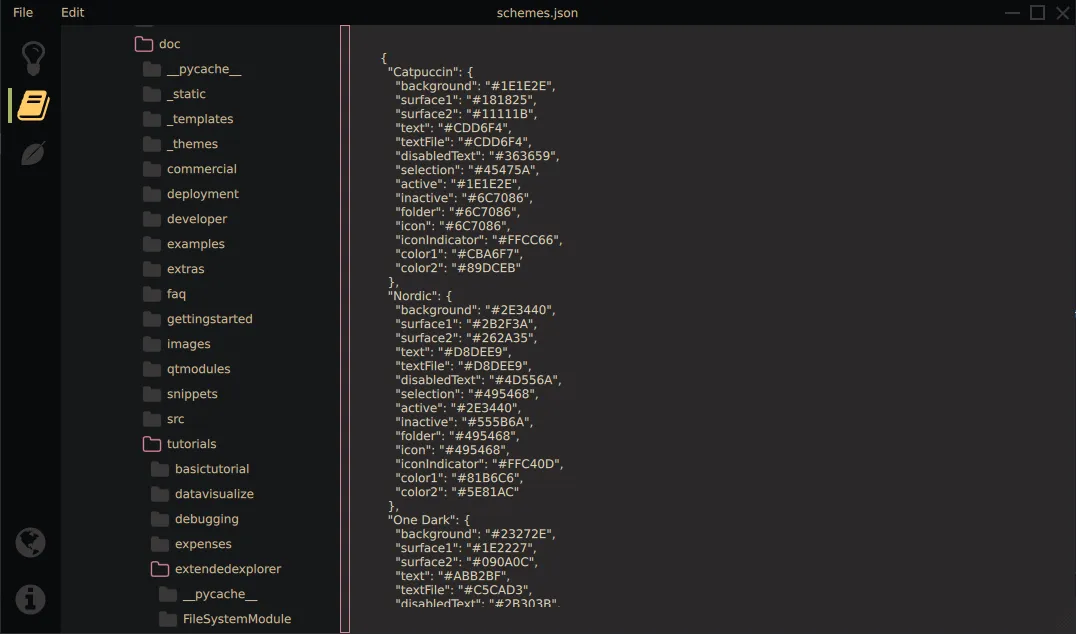 File
Edit
schemes.json
doc
__pycache__
_static
_templates
_themes
commercial
deployment
developer
examples
extras
faq
gettingstarted
images
qtmodules
snippets
src
tutorials
basictutorial
datavisualize
debugging
expenses
extendedexplorer
__pycache__
FileSystemModule
{
"Catpuccin": {
"background": "#1E1E2E",
"surface1": "#181825",
"surface2": "#11111B",
"text": "#CDD6F4",
"textFile": "#CDD6F4",
"disabledText": "#363659",
"selection": "#45475A",
"active": "#1E1E2E",
"inactive": "#6C7086",
"folder": "#6C7086",
"icon": "#6C7086",
"iconIndicator": "#FFCC66",
"color1": "#CBA6F7",
"color2": "#89DCEB"
},
"Nordic": {
"background": "#2E3440",
"surface1": "#2B2F3A",
"surface2": "#262A35",
"text": "#D8DEE9",
"textFile": "#D8DEE9",
"disabledText": "#4D556A",
"selection": "#495468",
"active": "#2E3440",
"inactive": "#555B6A",
"folder": "#495468",
"icon": "#495468",
"iconIndicator": "#FFC40D",
"color1": "#81B6C6",
"color2": "#5E81AC"
},
"One Dark": {
"background": "#23272E",
"surface1": "#1E2227",
"surface2": "#090A0C",
"text": "#ABB2BF",
"textFile": "#C5CAD3",
"disabledText": "#2B303B",